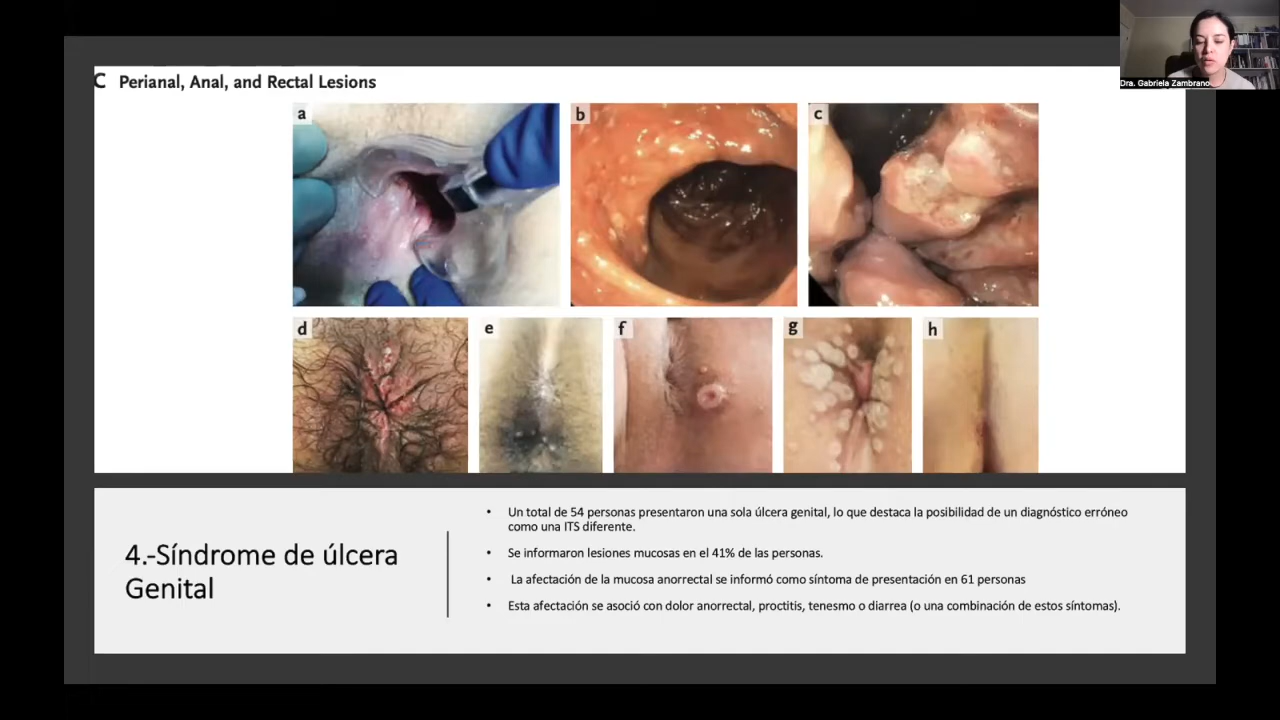 C Perianal, Anal, and Rectal Lesions
a
b
c
d
e
f
g
h
Dra. Gabriela Zambrano
4.-Síndrome de úlcera
Genital
• Un total de 54 personas presentaron una sola úlcera genital, lo que destaca la posibilidad de un diagnóstico erróneo
como una ITS diferente.
• Se informaron lesiones mucosas en el 41% de las personas.
• La afectación de la mucosa anorrectal se informó como síntoma de presentación en 61 personas
• Esta afectación se asoció con dolor anorrectal, proctitis, tenesmo o diarrea (o una combinación de estos síntomas).